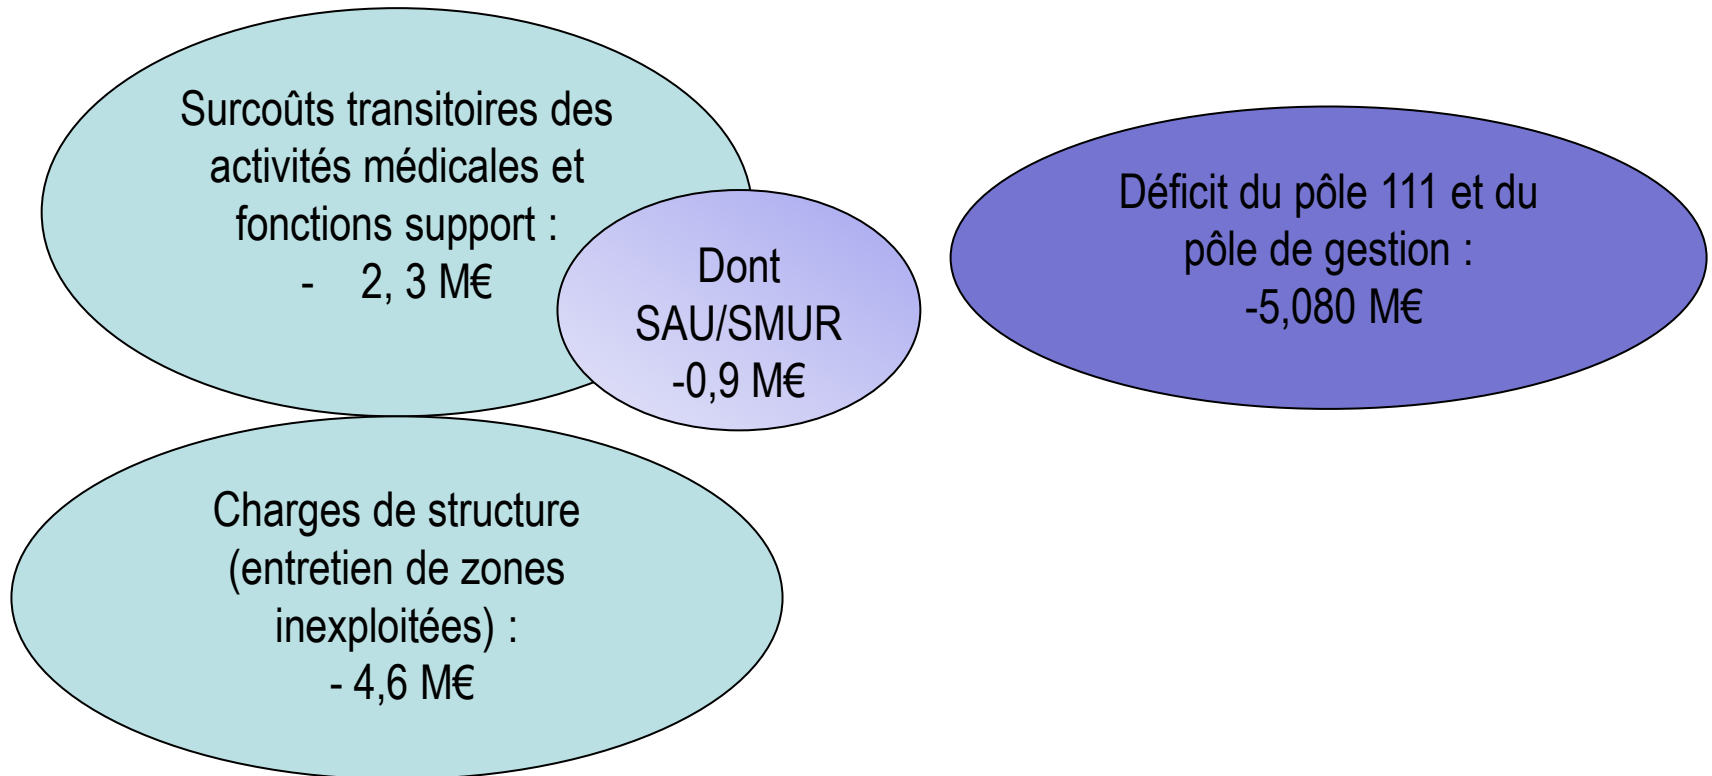 Surcoûts transitoires des
activités médicales et
fonctions support :
- 2, 3 M€
Dont
SAU/SMUR
-0,9 M€
Déficit du pôle 111 et du
pôle de gestion :
-5,080 M€
Charges de structure
(entretien de zones
inexploitées) :
- 4,6 M€